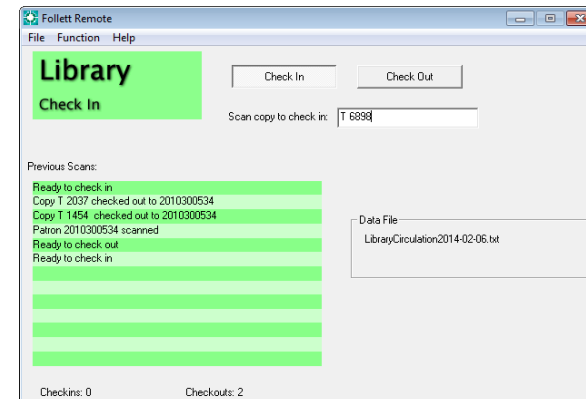 Follett Remote
File Function Help
Library
Check In
Check In
Check Out
Scan copy to check in: T 6898
Previous Scans:
Ready to check in
Copy T 2037 checked out to 2010300534
Copy T 1454 checked out to 2010300534
Patron 2010300534 scanned
Ready to check out
Ready to check in
Data File
LibraryCirculation2014-02-06.txt
Checkins: 0
Checkouts: 2